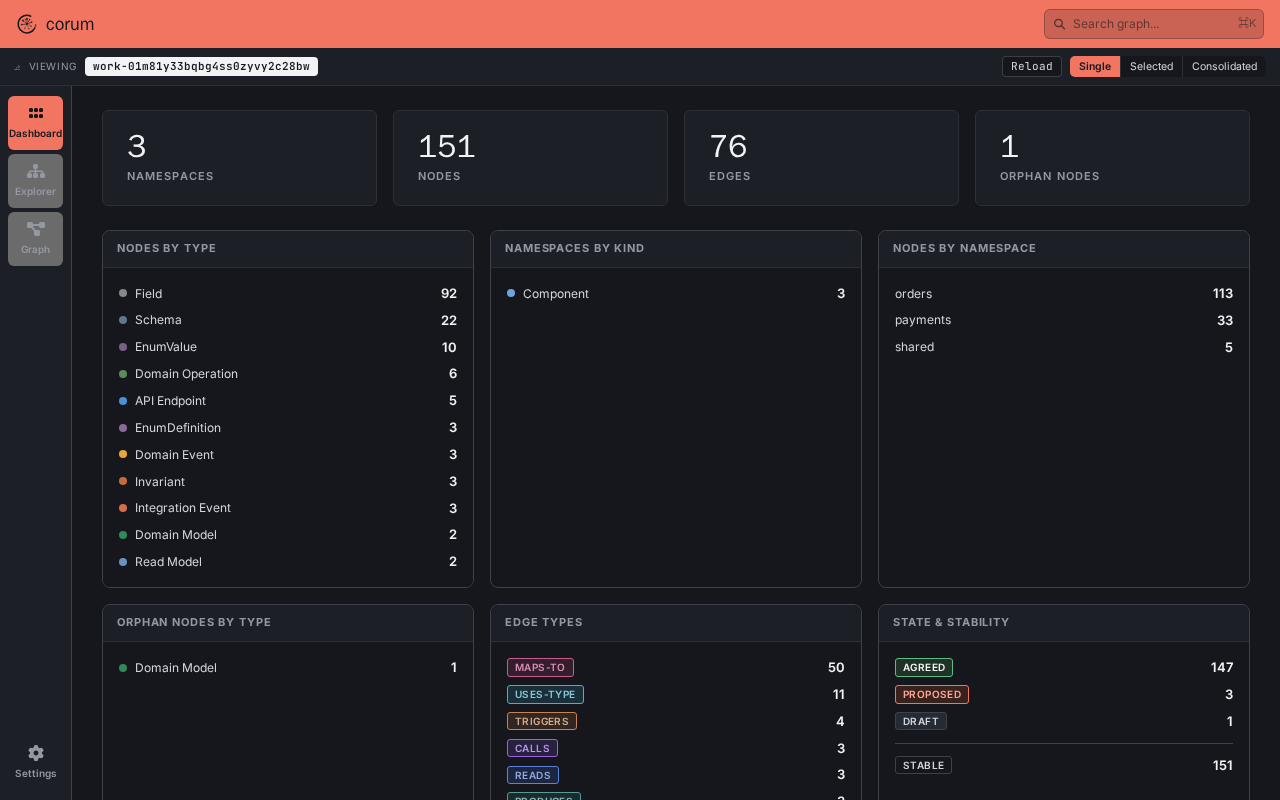 corum
Search graph... ⌘K
VIEWING work-01m81y33bqbg4ss0zyvy2c28bw
Reload Single Selected Consolidated
Dashboard
Explorer
Graph
Settings
3
NAMESPACES
151
NODES
76
EDGES
1
ORPHAN NODES
NODES BY TYPE
Field 92
Schema 22
EnumValue 10
Domain Operation 6
API Endpoint 5
EnumDefinition 3
Domain Event 3
Invariant 3
Integration Event 3
Domain Model 2
Read Model 2
NAMESPACES BY KIND
Component 3
NODES BY NAMESPACE
orders 113
payments 33
shared 5
ORPHAN NODES BY TYPE
Domain Model 1
EDGE TYPES
MAPS-TO 50
USES-TYPE 11
TRIGGERS 4
CALLS 3
READS 3
PRODUCES
STATE & STABILITY
AGREED 147
PROPOSED 3
DRAFT 1
STABLE 151